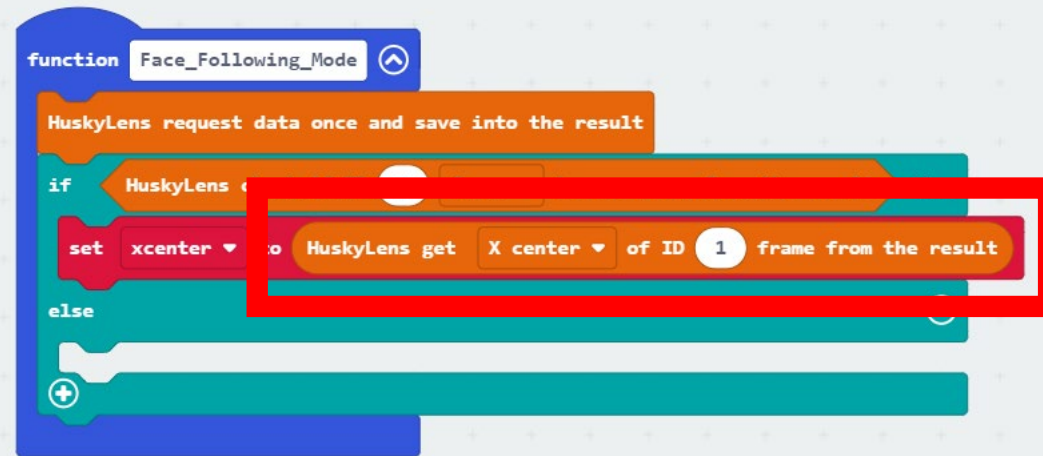 function Face_Following_Mode
HuskyLens request data once and save into the result
if HuskyLens
set xcenter to HuskyLens get X center of ID 1 frame from the result
else